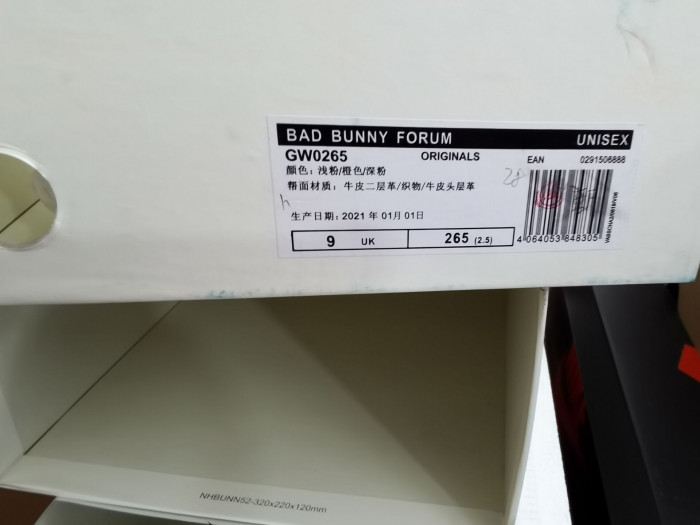 BAD BUNNY FORUM UNISEX
GW0265 ORIGINALS EAN 0291506888
颜色：浅粉/橙色/深粉
28
帮面材质：牛皮二层革/织物/牛皮头层革
h
生产日期：2021 年 01月 01日
9 UK 265 (2.5)
4 064053 848305
NHBUNN52-320x220x120mm